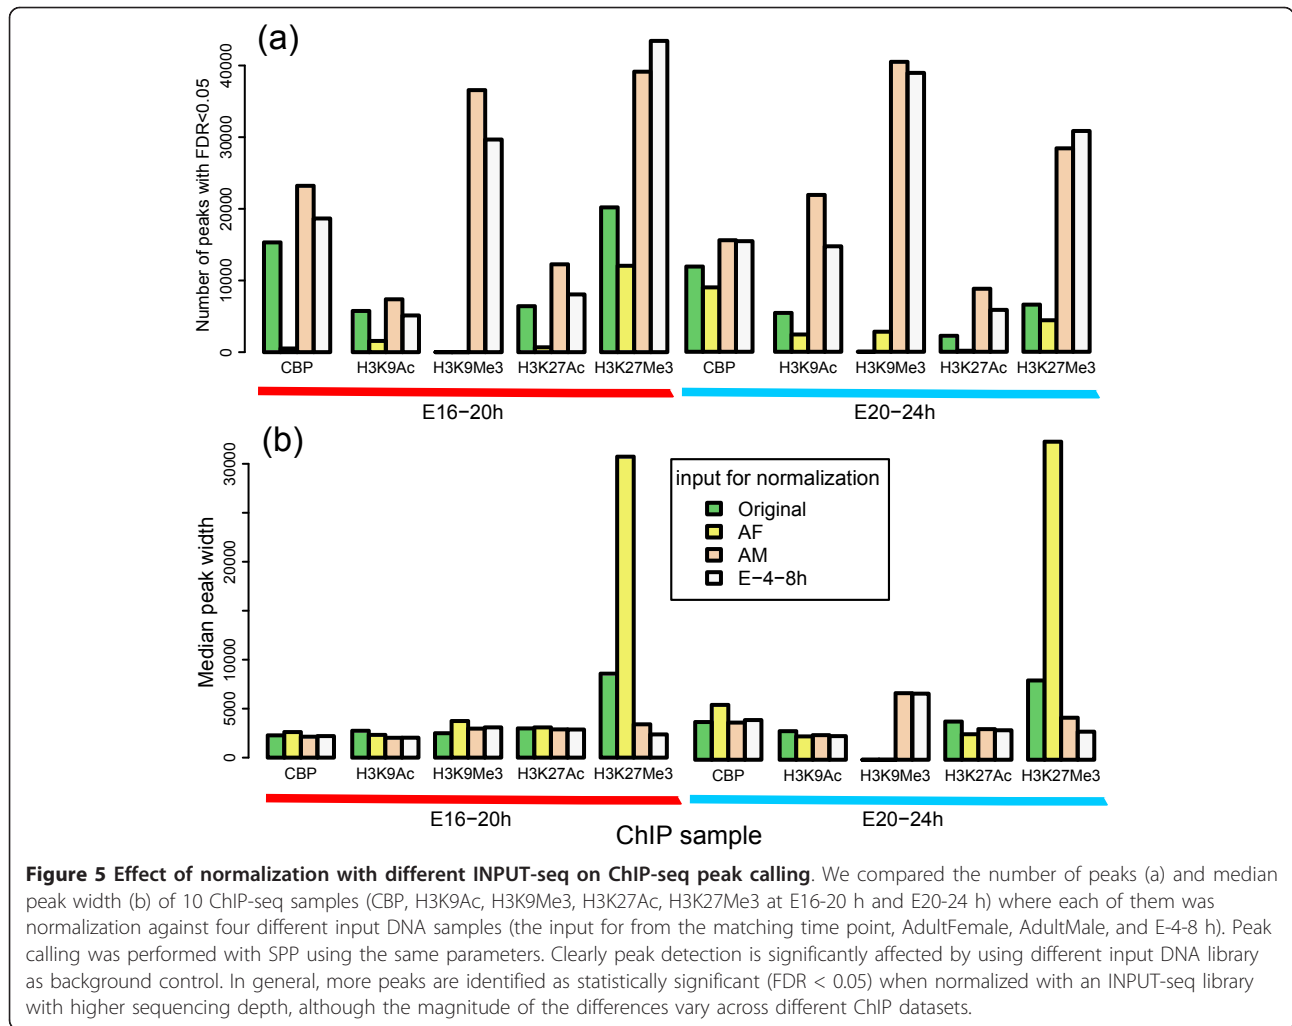 (a)
Number of peaks with FDR<0.05
40000
30000
20000
10000
0
CBP H3K9Ac H3K9Me3 H3K27Ac H3K27Me3 CBP H3K9Ac H3K9Me3 H3K27Ac H3K27Me3
E16−20h E20−24h
(b)
Median peak width
30000
20000
10000
5000
0
input for normalization
Original
AF
AM
E−4−8h
CBP H3K9Ac H3K9Me3 H3K27Ac H3K27Me3 CBP H3K9Ac H3K9Me3 H3K27Ac H3K27Me3
E16−20h E20−24h
ChIP sample
Figure 5 Effect of normalization with different INPUT-seq on ChIP-seq peak calling. We compared the number of peaks (a) and median
peak width (b) of 10 ChIP-seq samples (CBP, H3K9Ac, H3K9Me3, H3K27Ac, H3K27Me3 at E16-20 h and E20-24 h) where each of them was
normalization against four different input DNA samples (the input for from the matching time point, AdultFemale, AdultMale, and E-4-8 h). Peak
calling was performed with SPP using the same parameters. Clearly peak detection is significantly affected by using different input DNA library
as background control. In general, more peaks are identified as statistically significant (FDR < 0.05) when normalized with an INPUT-seq library
with higher sequencing depth, although the magnitude of the differences vary across different ChIP datasets.